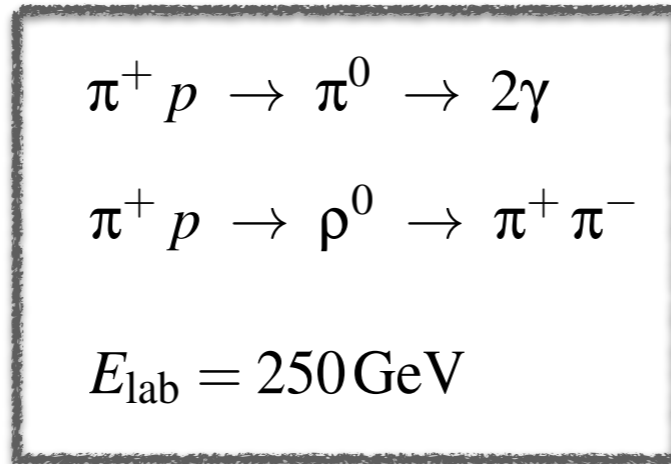 π⁺ p → π⁰ → 2γ
π⁺ p → ρ⁰ → π⁺ π⁻
E_lab = 250 GeV